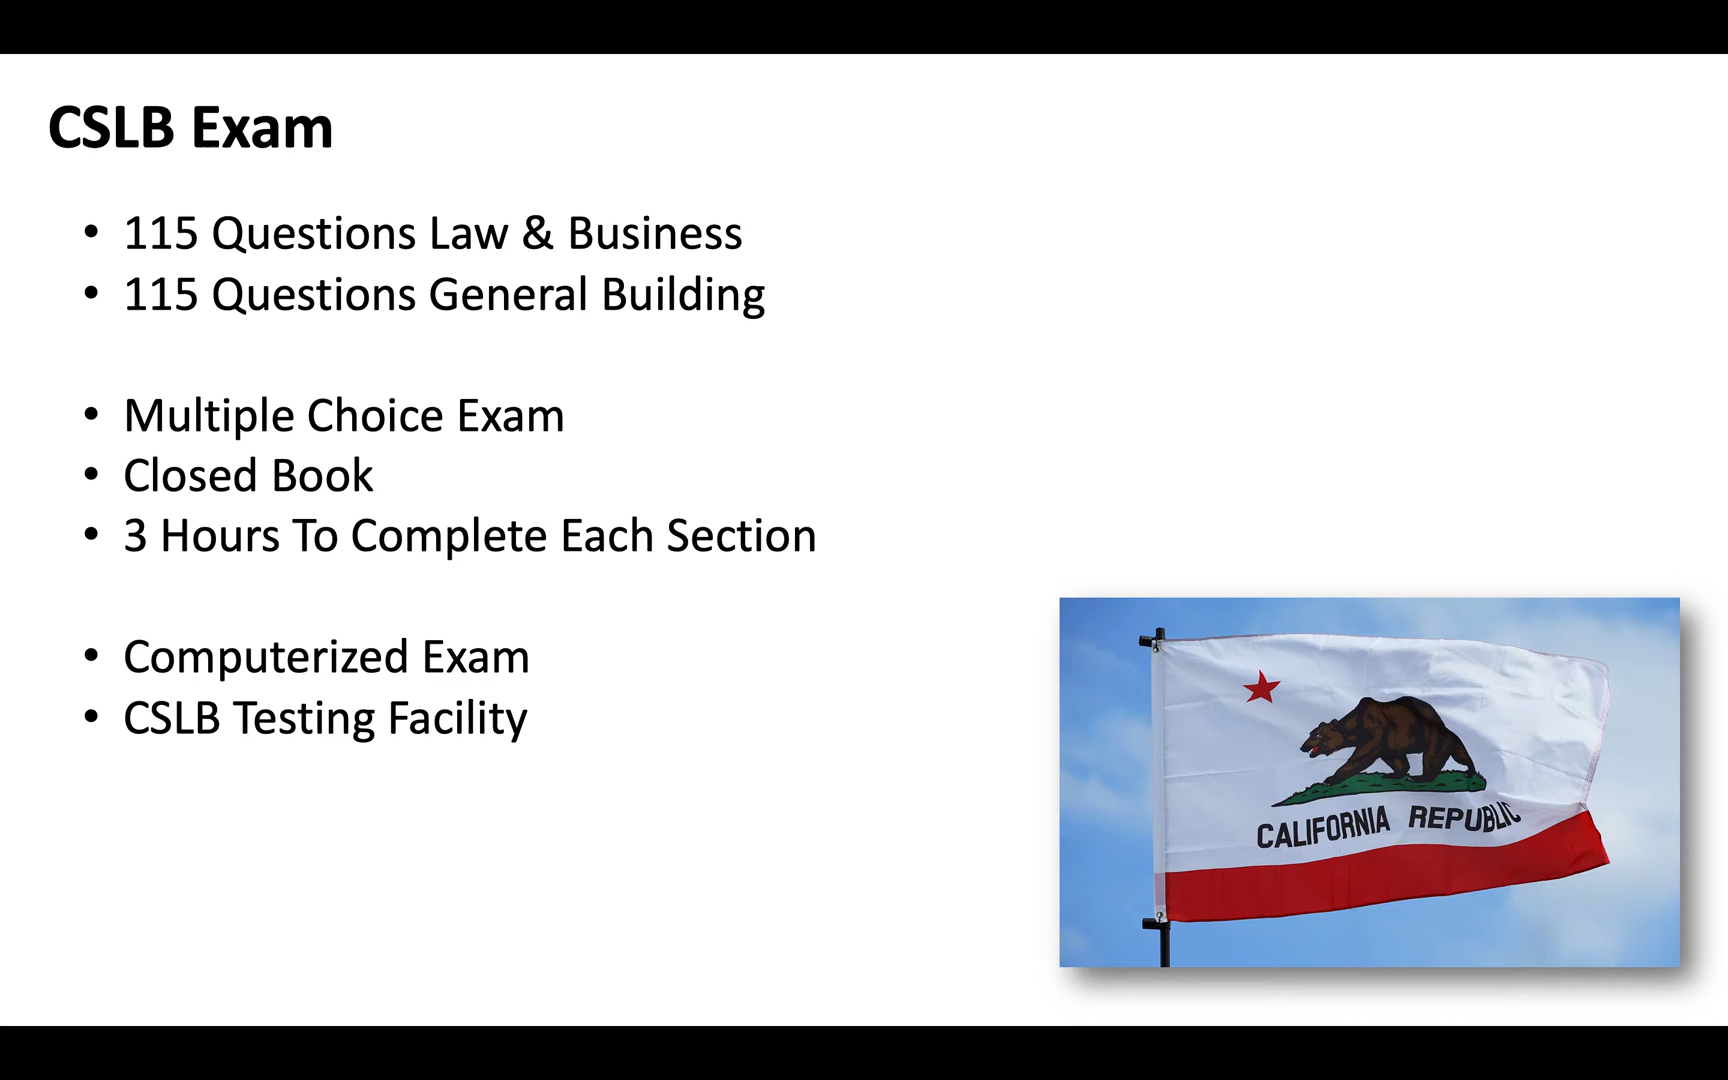 CSLB Exam
• 115 Questions Law & Business
• 115 Questions General Building
• Multiple Choice Exam
• Closed Book
• 3 Hours To Complete Each Section
• Computerized Exam
• CSLB Testing Facility
CALIFORNIA REPUBLIC